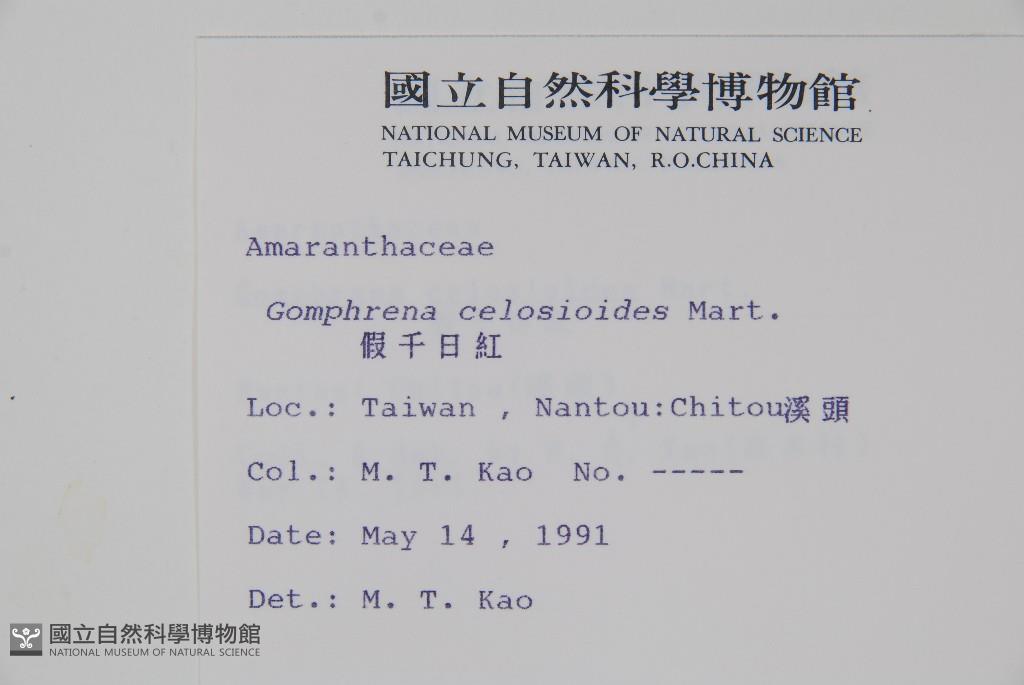 國立自然科學博物館
NATIONAL MUSEUM OF NATURAL SCIENCE
TAICHUNG, TAIWAN, R.O.CHINA
Amaranthaceae
Gomphrena celosioides Mart.
假千日紅
Loc.: Taiwan , Nantou:Chitou溪頭
Col.: M. T. Kao No. -----
Date: May 14 , 1991
Det.: M. T. Kao
國立自然科學博物館
NATIONAL MUSEUM OF NATURAL SCIENCE